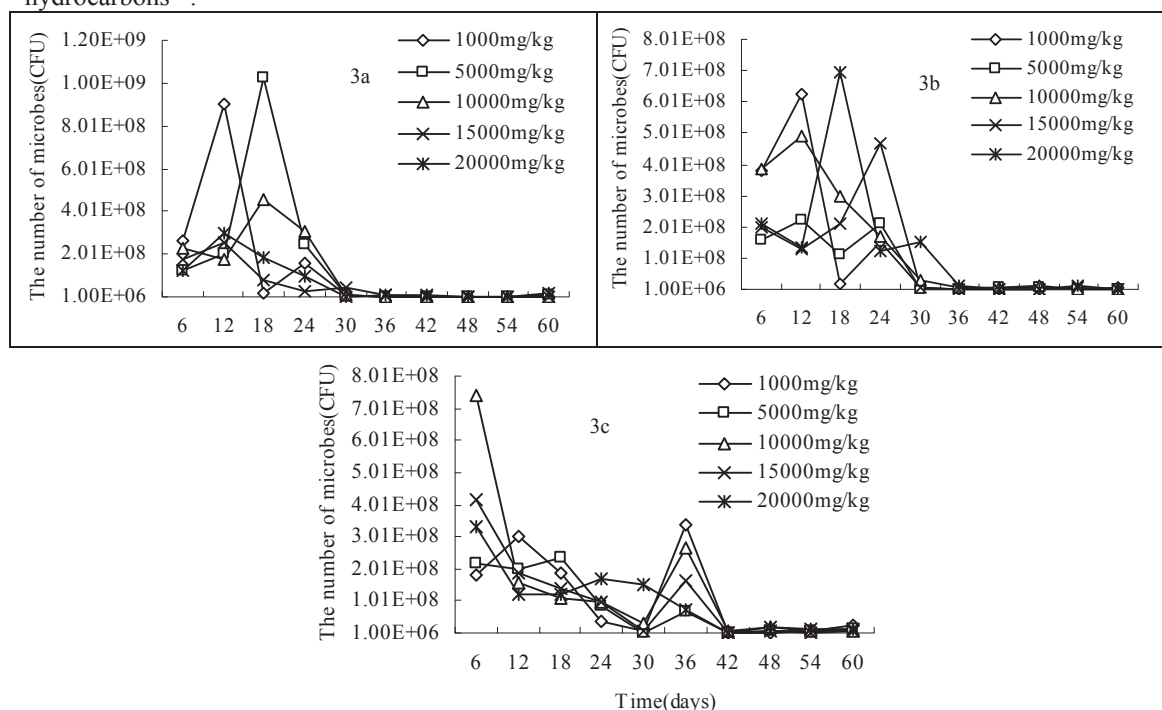 hydrocarbons
The number of microbes(CFU)
1.20E+09
1.00E+09
8.01E+08
6.01E+08
4.01E+08
2.01E+08
1.00E+06
6 12 18 24 30 36 42 48 54 60
3a
1000mg/kg
5000mg/kg
10000mg/kg
15000mg/kg
20000mg/kg
The number of microbes(CFU)
8.01E+08
7.01E+08
6.01E+08
5.01E+08
4.01E+08
3.01E+08
2.01E+08
1.01E+08
1.00E+06
6 12 18 24 30 36 42 48 54 60
3b
1000mg/kg
5000mg/kg
10000mg/kg
15000mg/kg
20000mg/kg
The number of microbes(CFU)
8.01E+08
7.01E+08
6.01E+08
5.01E+08
4.01E+08
3.01E+08
2.01E+08
1.01E+08
1.00E+06
6 12 18 24 30 36 42 48 54 60
3c
1000mg/kg
5000mg/kg
10000mg/kg
15000mg/kg
20000mg/kg
Time(days)